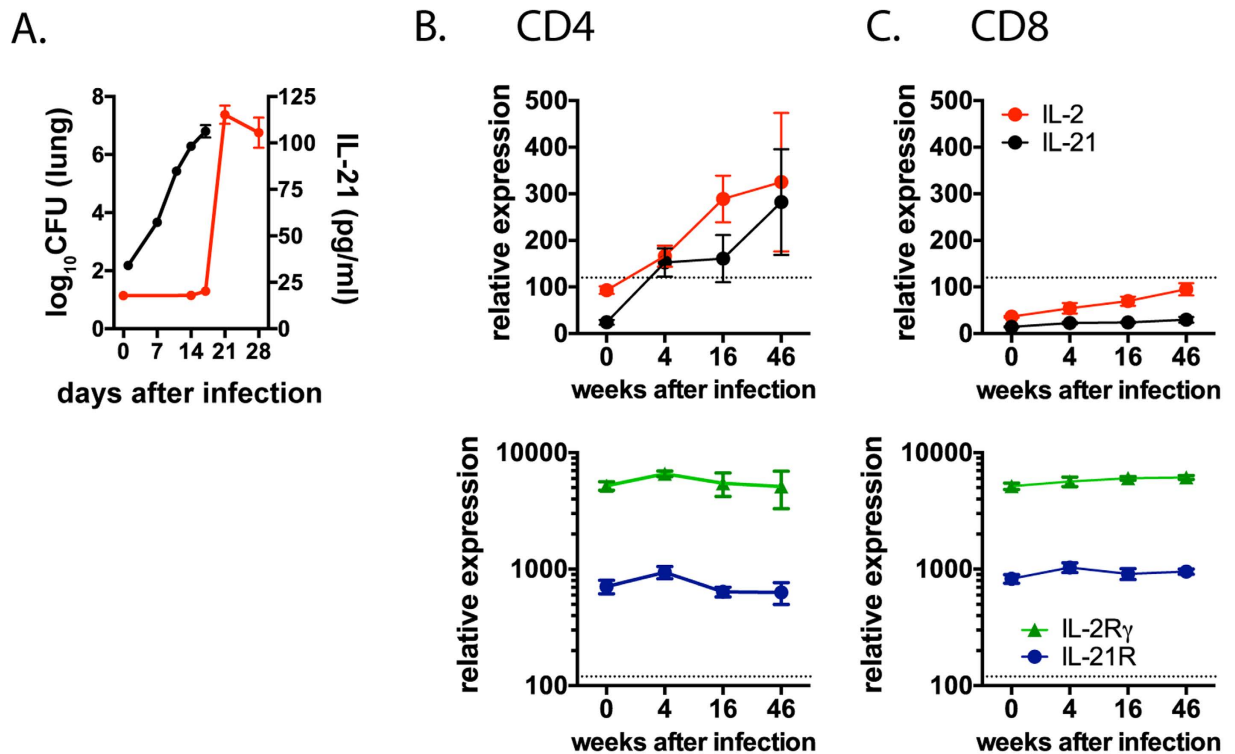 A.
B. CD4
C. CD8
log10CFU (lung)
8
6
4
2
0
125
100
75
50
25
0
IL-21 (pg/ml)
0 7 14 21 28
days after infection
relative expression
500
400
300
200
100
0
0 4 16 46
weeks after infection
relative expression
500
400
300
200
100
0
IL-2
IL-21
0 4 16 46
weeks after infection
relative expression
10000
1000
100
0 4 16 46
weeks after infection
relative expression
10000
1000
100
IL-2Rγ
IL-21R
0 4 16 46
weeks after infection